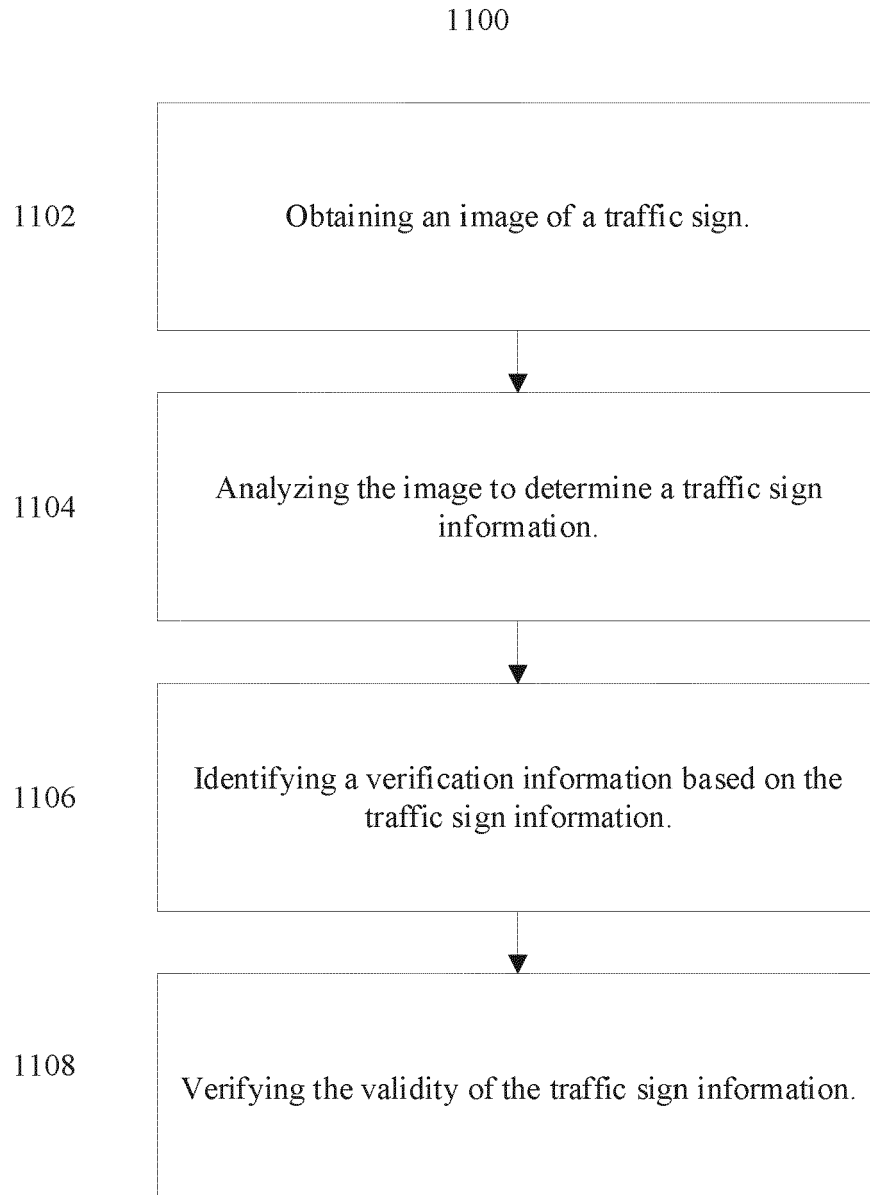 1100
1102
Obtaining an image of a traffic sign.
1104
Analyzing the image to determine a traffic sign
information.
1106
Identifying a verification information based on the
traffic sign information.
1108
Verifying the validity of the traffic sign information.